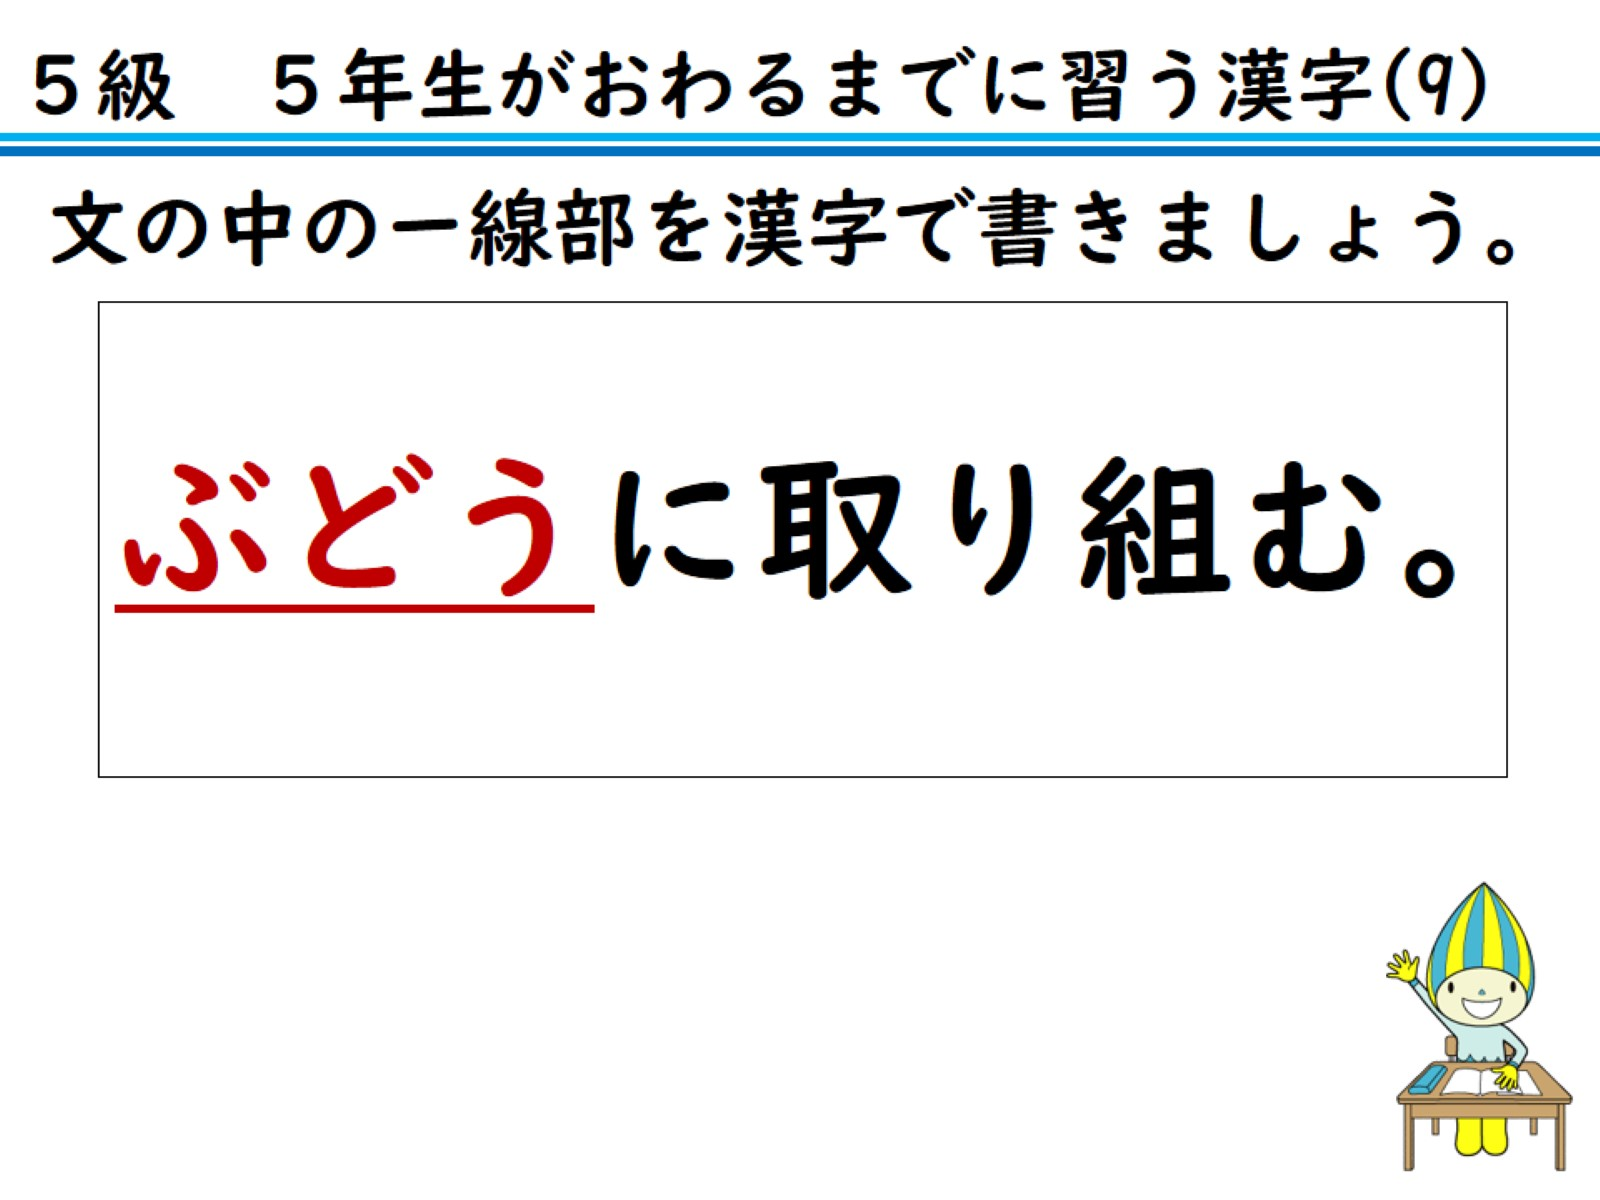 ５級　５年生がおわるまでに習う漢字(9)
文の中の―線部を漢字で書きましょう。
ぶどうに取り組む。